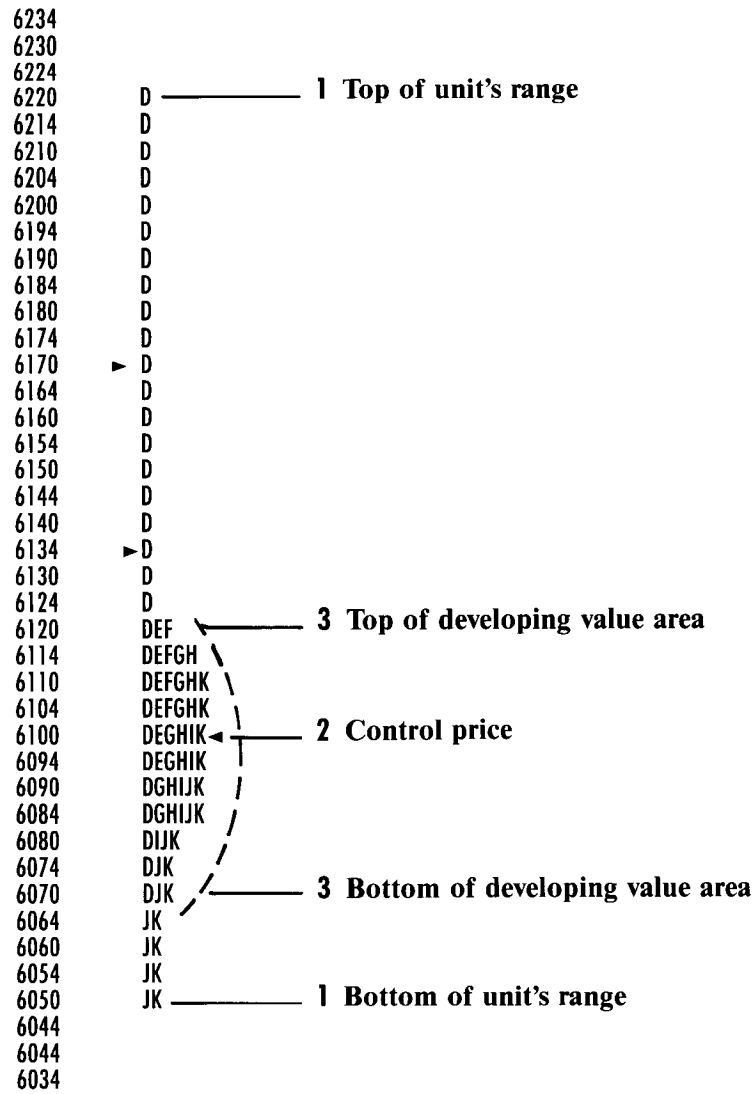 6234
6230
6224
6220 D 1 Top of unit's range
6214 D
6210 D
6204 D
6200 D
6194 D
6190 D
6184 D
6180 D
6174 D
6170 ► D
6164 D
6160 D
6154 D
6150 D
6144 D
6140 D
6134 ►D
6130 D
6124 D
6120 DEF 3 Top of developing value area
6114 DEFGH
6110 DEFGHK
6104 DEFGHK
6100 DEGHIK◄ 2 Control price
6094 DEGHIK
6090 DGHIJK
6084 DGHIJK
6080 DIJK
6074 DJK
6070 DJK 3 Bottom of developing value area
6064 JK
6060 JK
6054 JK
6050 JK 1 Bottom of unit's range
6044
6044
6034